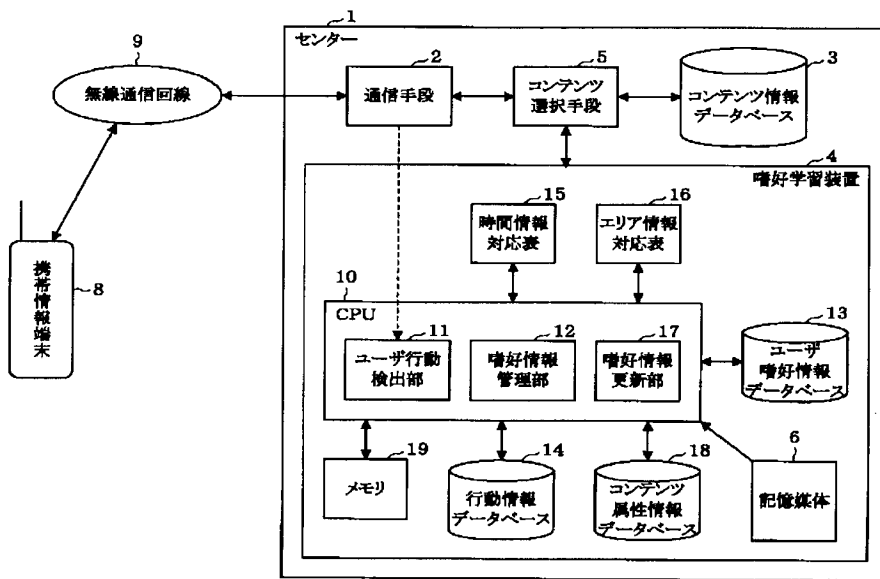 1
センター
9
無線通信回線
2
通信手段
5
コンテンツ
選択手段
3
コンテンツ情報
データベース
4
嗜好学習装置
15
時間情報
対応表
16
エリア情報
対応表
携帯情報端末
8
10
CPU
11
ユーザ行動
検出部
12
嗜好情報
管理部
17
嗜好情報
更新部
13
ユーザ
嗜好情報
データベース
19
メモリ
14
行動情報
データベース
18
コンテンツ
属性情報
データベース
6
記憶媒体